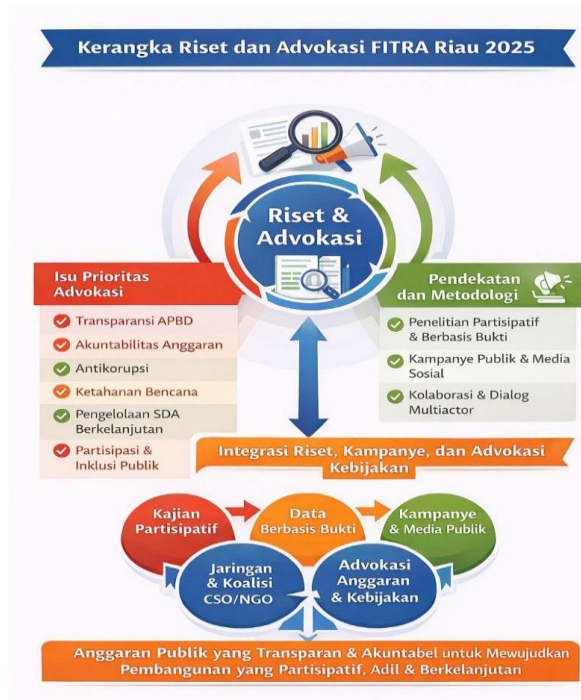 Kerangka Riset dan Advokasi FITRA Riau 2025
Riset &
Advokasi
Isu Prioritas
Advokasi
Transparansi APBD
Akuntabilitas Anggaran
Antikorupsi
Ketahanan Bencana
Pengelolaan SDA
Berkelanjutan
Partisipasi &
Inklusi Publik
Pendekatan
dan Metodologi
Penelitian Partisipatif
& Berbasis Bukti
Kampanye Publik & Media
Sosial
Kolaborasi & Dialog
Multiactor
Integrasi Riset, Kampanye, dan Advokasi
Kebijakan
Kajian
Partisipatif
Data
Berbasis Bukti
Kampanye
& Media Publik
Jaringan
& Koalisi
CSO/NGO
Advokasi
Anggaran
& Kebijakan
Anggaran Publik yang Transparan & Akuntabel untuk Mewujudkan
Pembangunan yang Partisipatif, Adil & Berkelanjutan